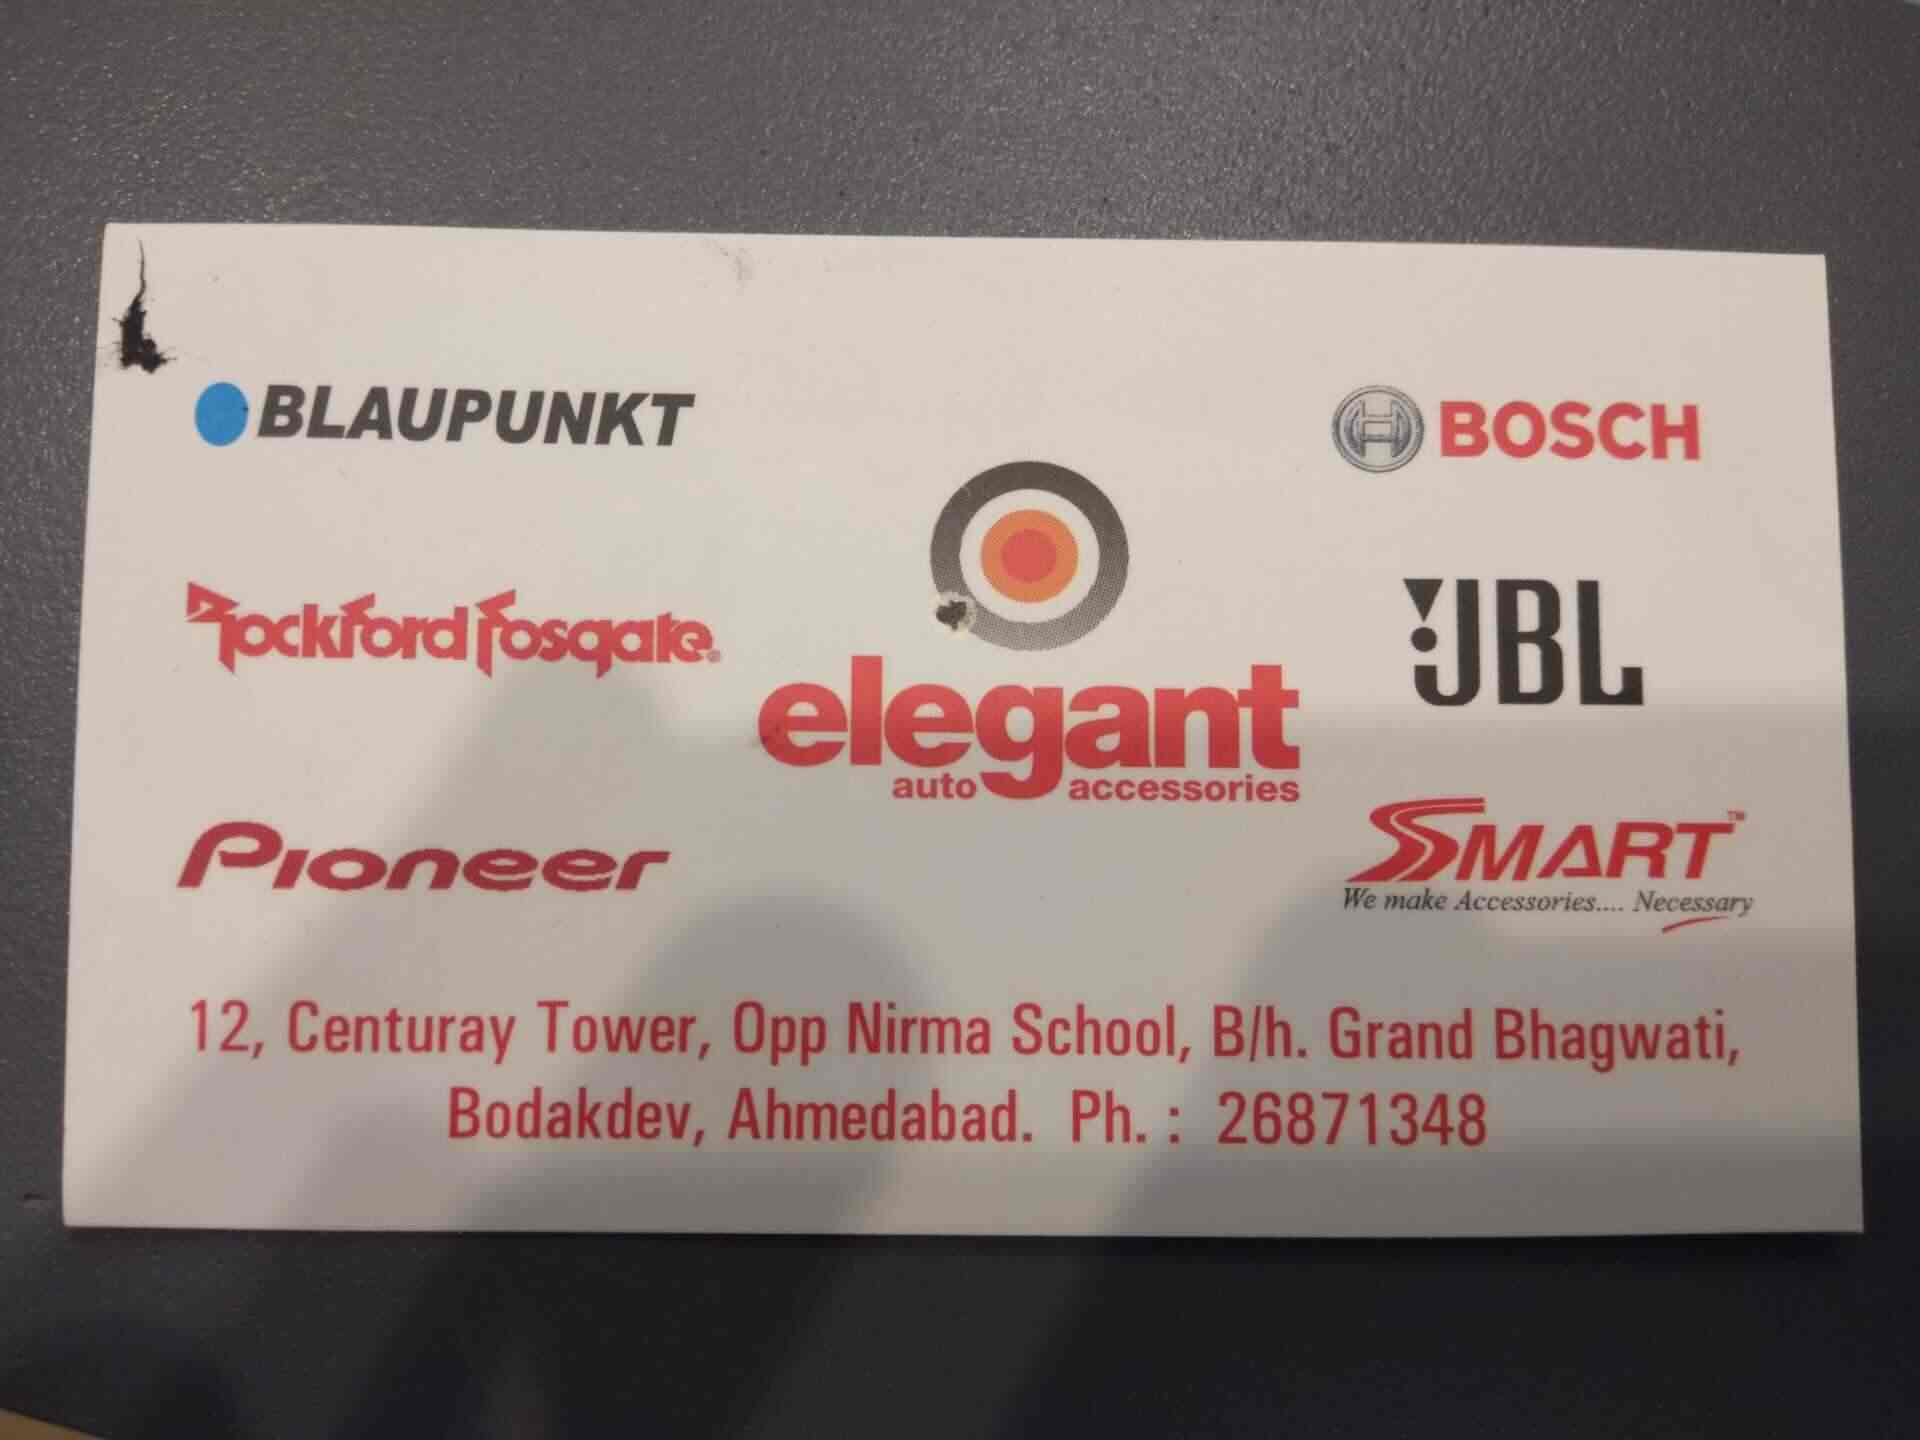 BLAUPUNKT
BOSCH
Rockford Fosgate®
JBL
elegant
auto accessories
Pioneer
SMART™
We make Accessories.... Necessary
12, Centuray Tower, Opp Nirma School, B/h. Grand Bhagwati,
Bodakdev, Ahmedabad. Ph. : 26871348